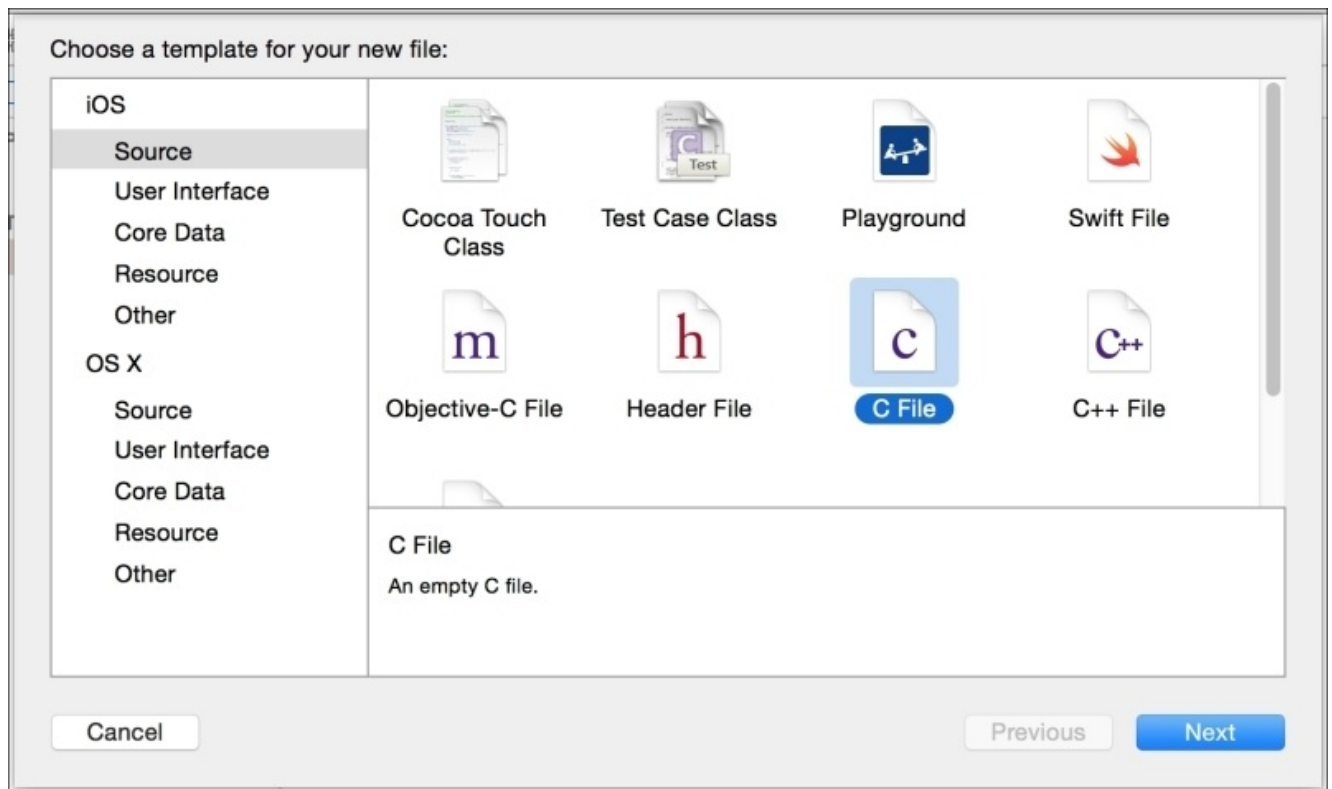 Choose a template for your new file:
iOS
Source
User Interface
Core Data
Resource
Other
OS X
Source
User Interface
Core Data
Resource
Other
Test
Cocoa Touch
Class
Test Case Class
Playground
Swift File
m
h
c
C++
Objective-C File
Header File
C File
C++ File
C File
An empty C file.
Cancel
Previous
Next